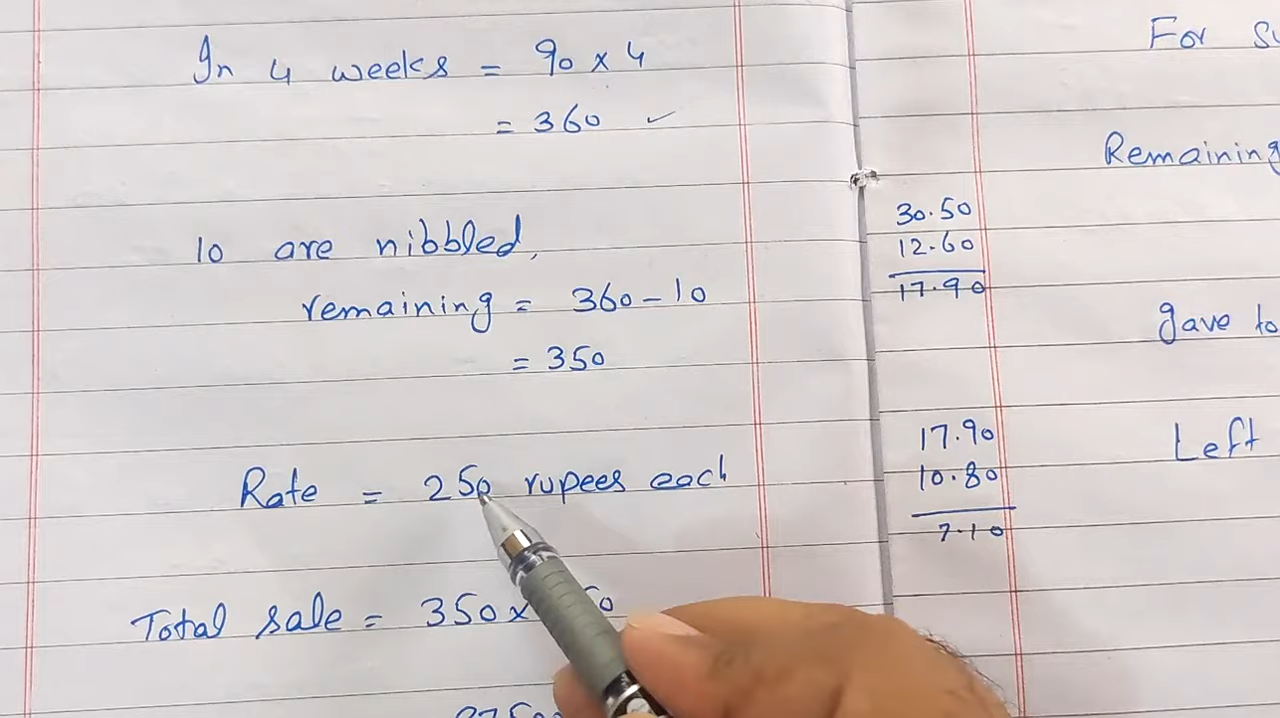 In 4 weeks = 90 x 4
= 360 ✓
10 are nibbled,
remaining = 360-10
= 350
Rate = 250 rupees each
Total sale = 350x
For
Remaining
30.50
12.60
17.90
gave to
17.90
10.80
7.10
Left